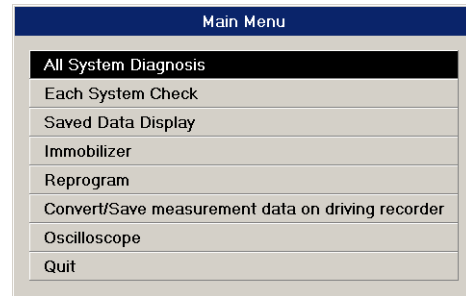 Main Menu
All System Diagnosis
Each System Check
Saved Data Display
Immobilizer
Reprogram
Convert/Save measurement data on driving recorder
Oscilloscope
Quit